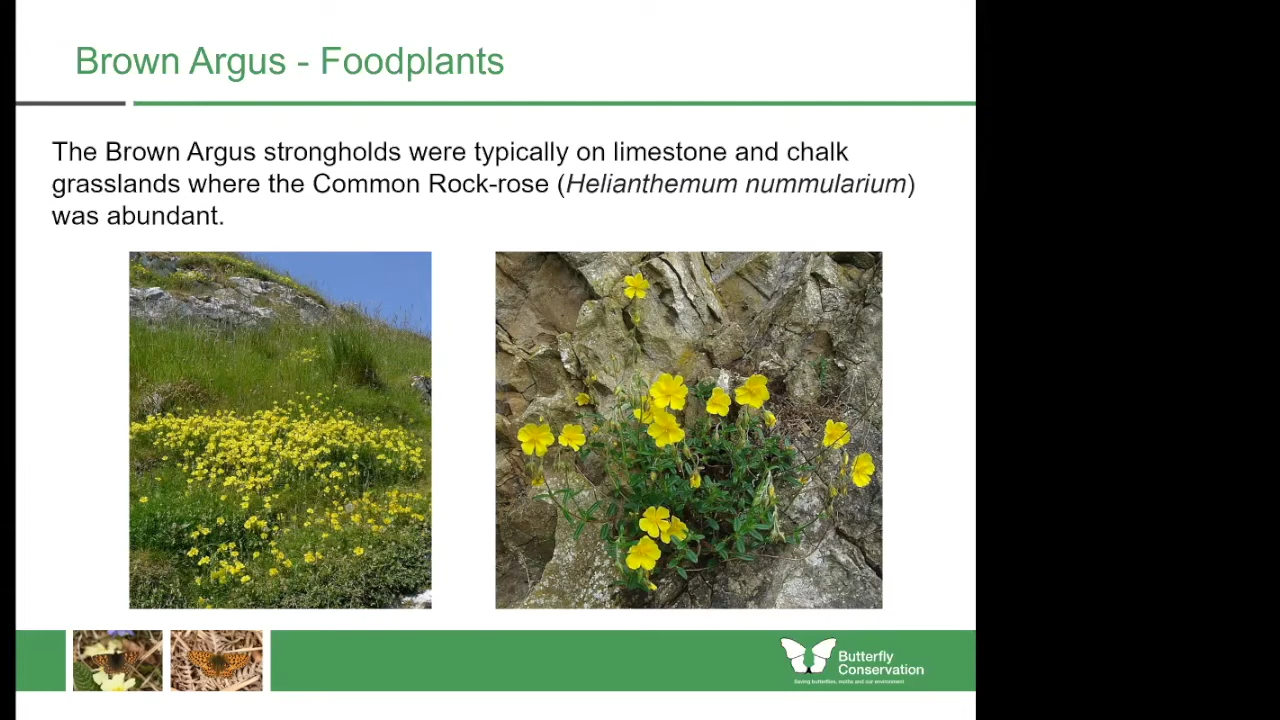 Brown Argus - Foodplants
The Brown Argus strongholds were typically on limestone and chalk
grasslands where the Common Rock-rose (Helianthemum nummularium)
was abundant.
Butterfly
Conservation
Saving butterflies, moths and our environment